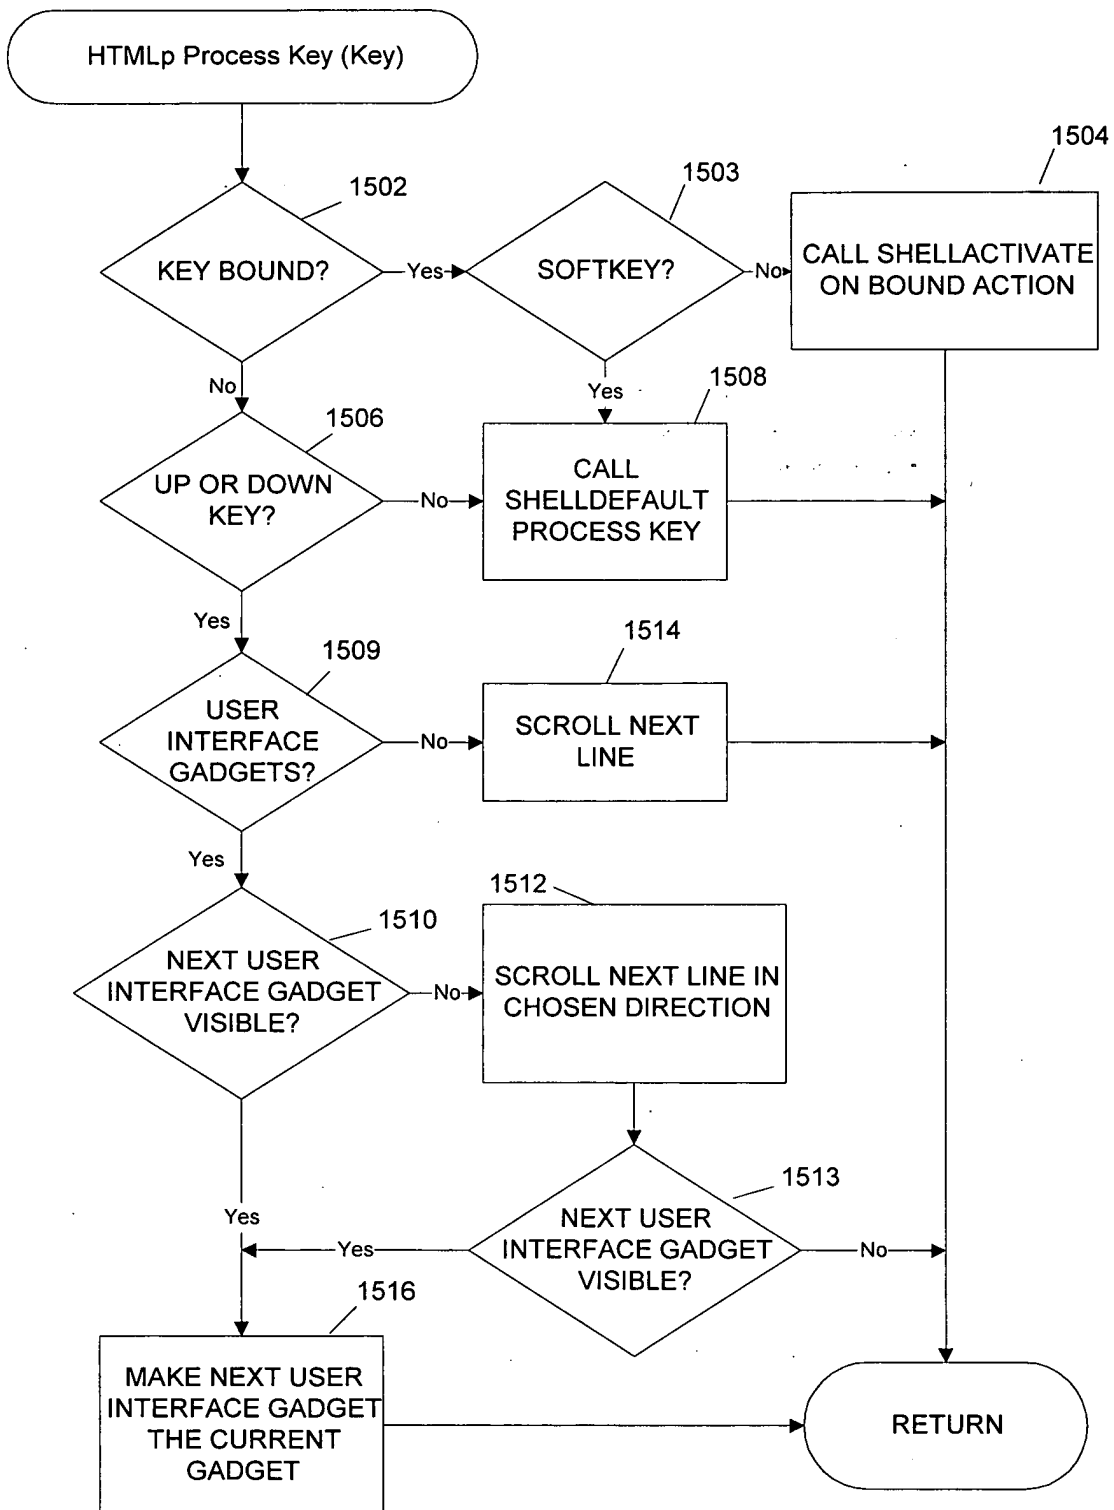 HTMLp Process Key (Key)
1502
KEY BOUND?
Yes
1503
SOFTKEY?
No
1504
CALL SHELLACTIVATE
ON BOUND ACTION
No
Yes
1506
UP OR DOWN
KEY?
No
1508
CALL
SHELLDEFAULT
PROCESS KEY
Yes
1509
USER
INTERFACE
GADGETS?
No
1514
SCROLL NEXT
LINE
Yes
1510
NEXT USER
INTERFACE GADGET
VISIBLE?
No
1512
SCROLL NEXT LINE IN
CHOSEN DIRECTION
Yes
1513
NEXT USER
INTERFACE GADGET
VISIBLE?
Yes
No
1516
MAKE NEXT USER
INTERFACE GADGET
THE CURRENT
GADGET
RETURN